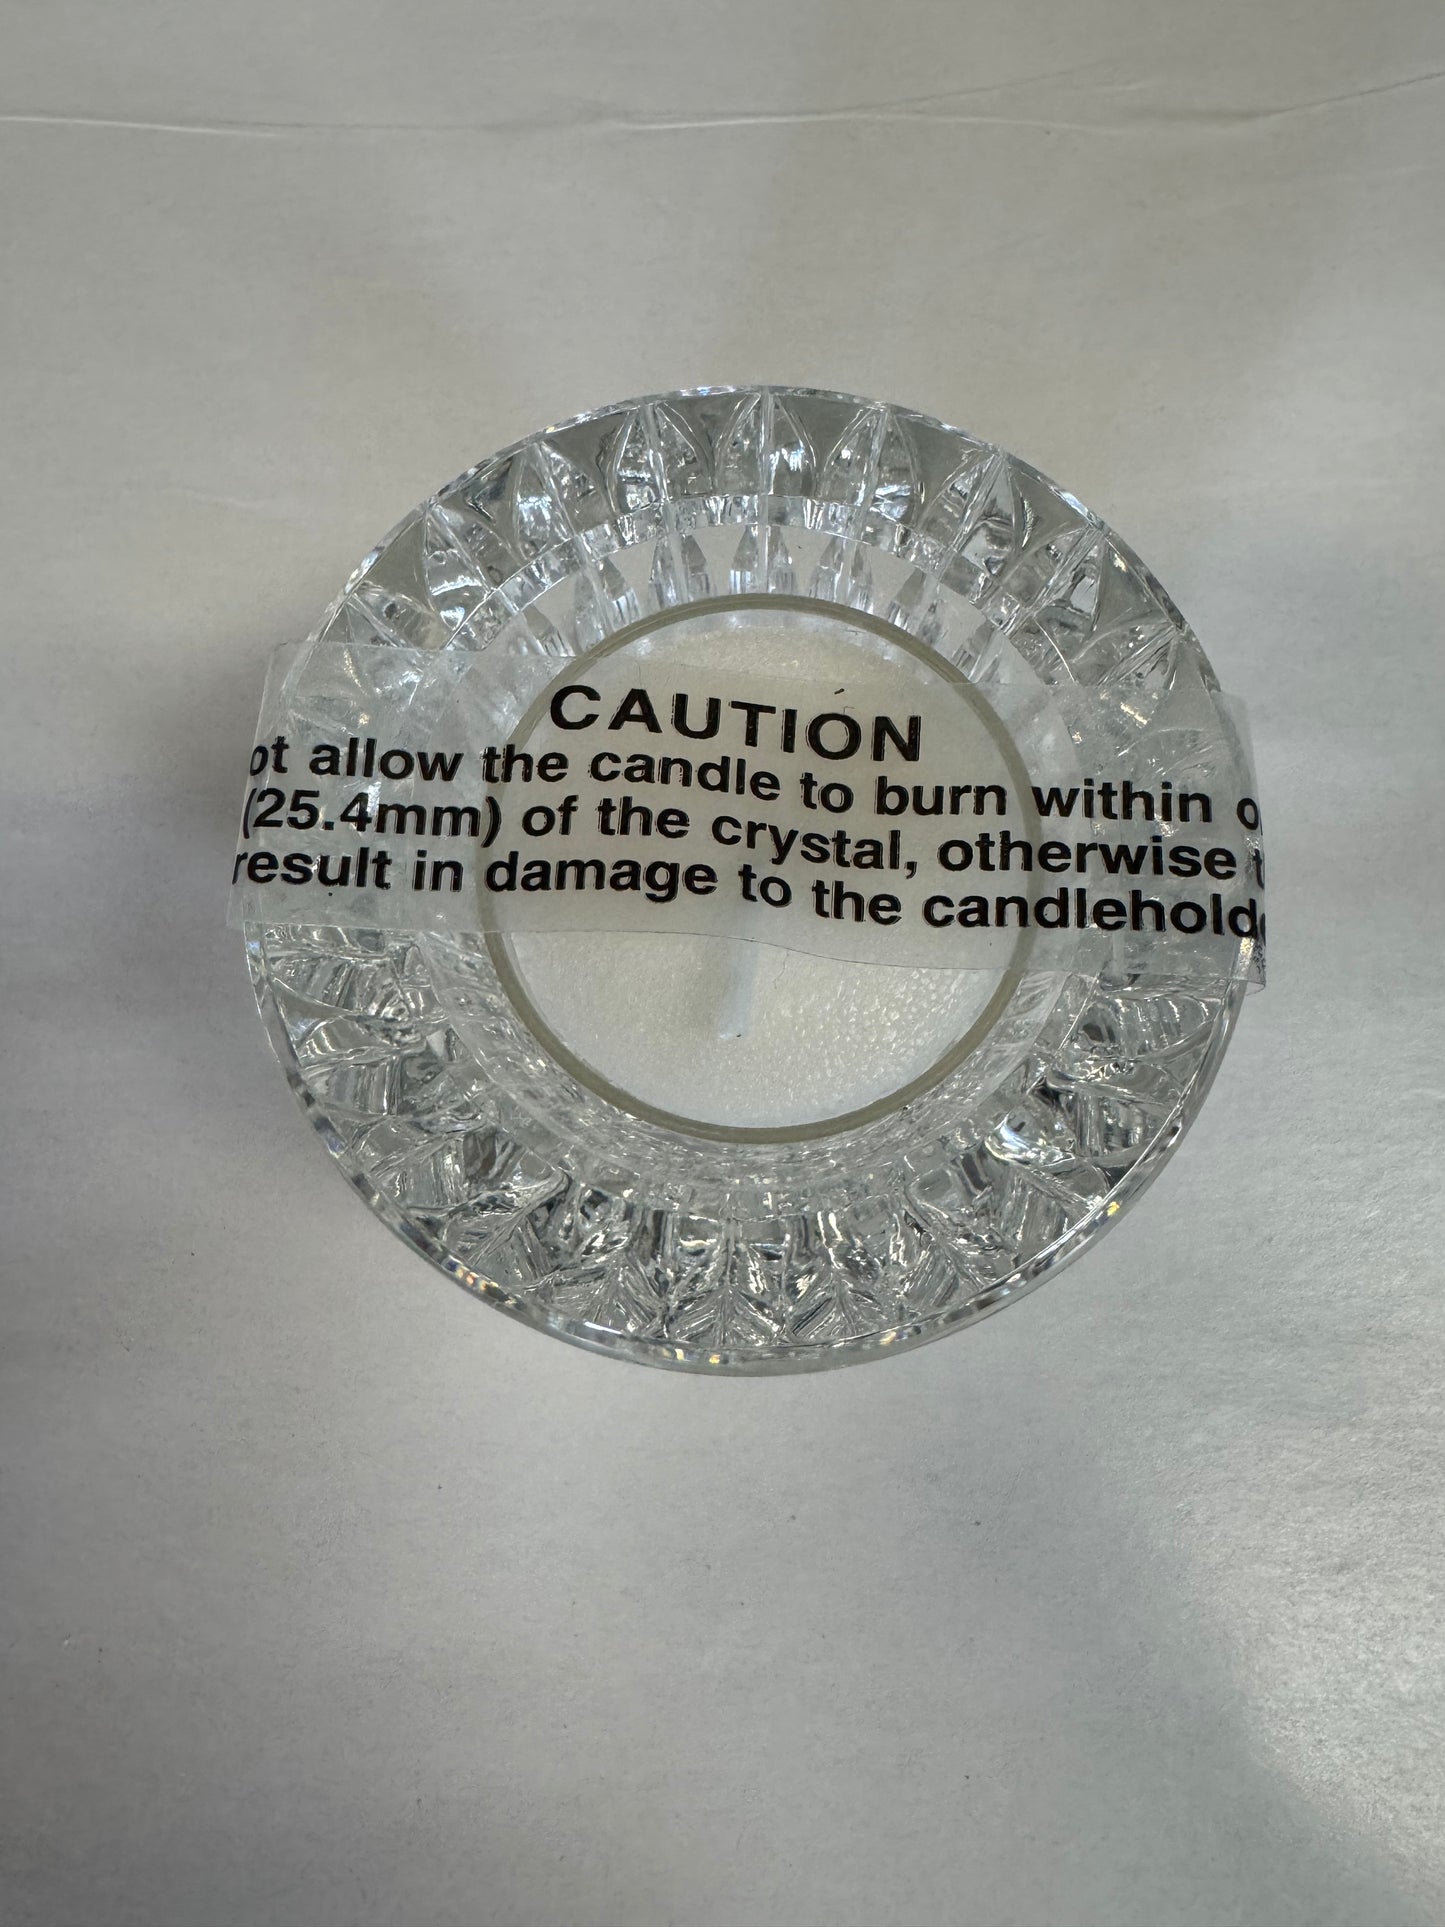 CAUTION
ot allow the candle to burn within o
(25.4mm) of the crystal, otherwise t
result in damage to the candleholde